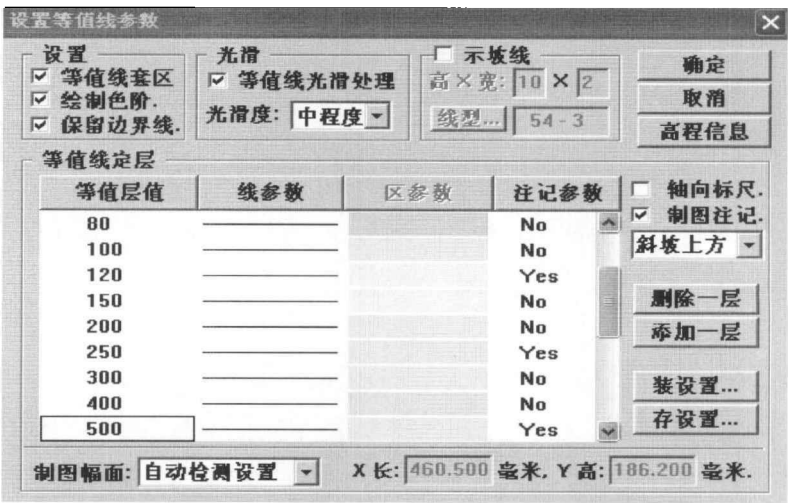 设置等值线参数
设置
等值线套区
绘制色阶.
保留边界线.
光滑
等值线光滑处理
光滑度: 中程度
示坡线
高×宽: 10 × 2
线型... 54-3
确定
取消
高程信息
等值线定层
等值层值 线参数 区参数 注记参数
80 No
100 No
120 Yes
150 No
200 No
250 Yes
300 No
400 No
500 Yes
轴向标尺.
制图注记.
斜坡上方
删除一层
添加一层
装设置...
存设置...
制图幅面: 自动检测设置 X 长: 460.500 毫米, Y 高: 186.200 毫米.